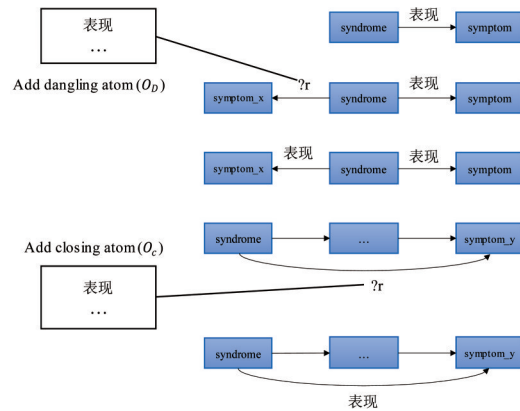 表现
…
syndrome 表现 symptom
Add dangling atom (O_D)
?r
symptom_x syndrome 表现 symptom
symptom_x 表现 syndrome 表现 symptom
Add closing atom (O_c)
syndrome … symptom_y
表现
…
?r
syndrome … symptom_y
表现